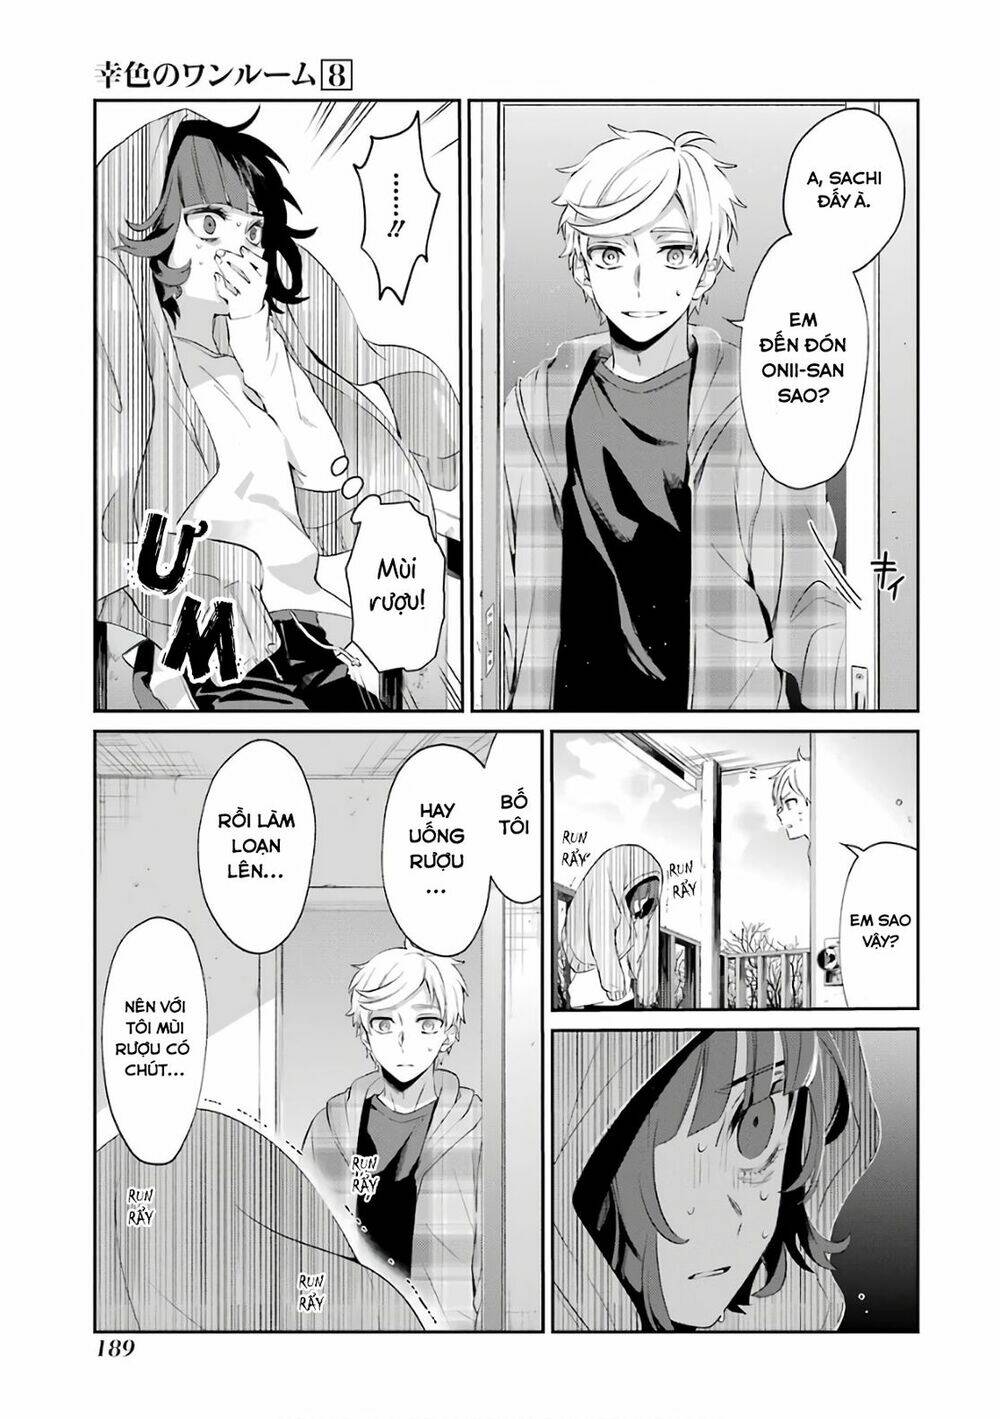 幸色のワンルーム 8
A, SACHI
ĐẤY À.
EM
ĐẾN ĐÓN
ONII-SAN
SAO?
キィ
......!!
Mùi
rượu!
ƯM
RUN
RẨY
RUN
RẨY
EM SAO
VẬY?
BỐ
TÔI
HAY
UỐNG
RƯỢU
...
RỒI LÀM
LOẠN
LÊN...
NÊN VỚI
TÔI MÙI
RƯỢU CÓ
CHÚT...
RUN
RẨY
RUN
RẨY
RUN
RẨY
189